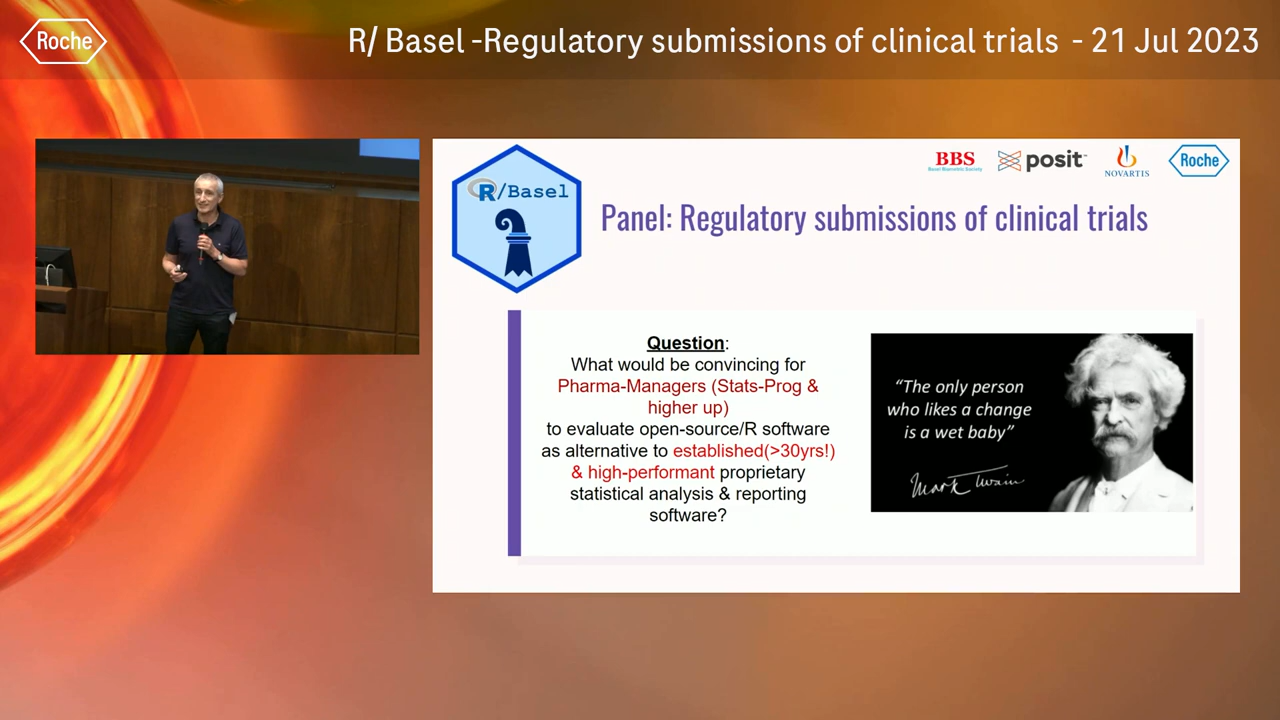 Roche
R/ Basel -Regulatory submissions of clinical trials - 21 Jul 2023
BBS
Basel Biometric Society
posit
NOVARTIS
Roche
R/Basel
Panel: Regulatory submissions of clinical trials
Question:
What would be convincing for
Pharma-Managers (Stats-Prog &
higher up)
to evaluate open-source/R software
as alternative to established(>30yrs!)
& high-performant proprietary
statistical analysis & reporting
software?
“The only person
who likes a change
is a wet baby”
Mark Twain